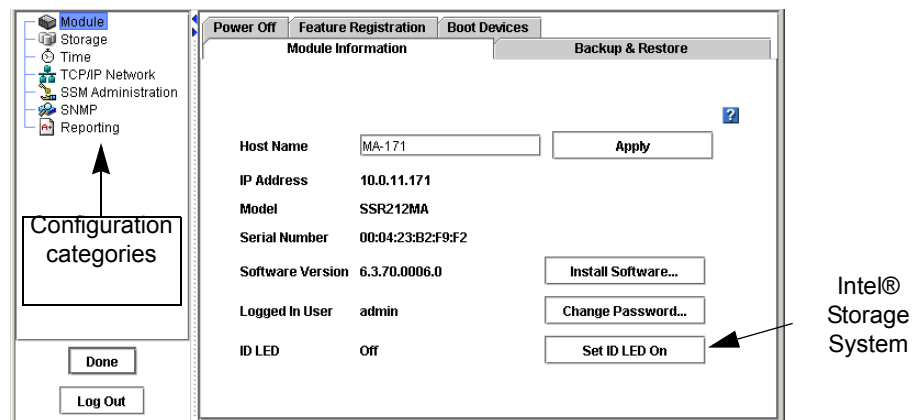 Module
Storage
Time
TCP/IP Network
SSM Administration
SNMP
Reporting
Configuration
categories
Done
Log Out
Power Off Feature Registration Boot Devices
Module Information Backup & Restore
?
Host Name MA-171 Apply
IP Address 10.0.11.171
Model SSR212MA
Serial Number 00:04:23:B2:F9:F2
Software Version 6.3.70.0006.0 Install Software...
Logged In User admin Change Password...
ID LED Off Set ID LED On
Intel®
Storage
System